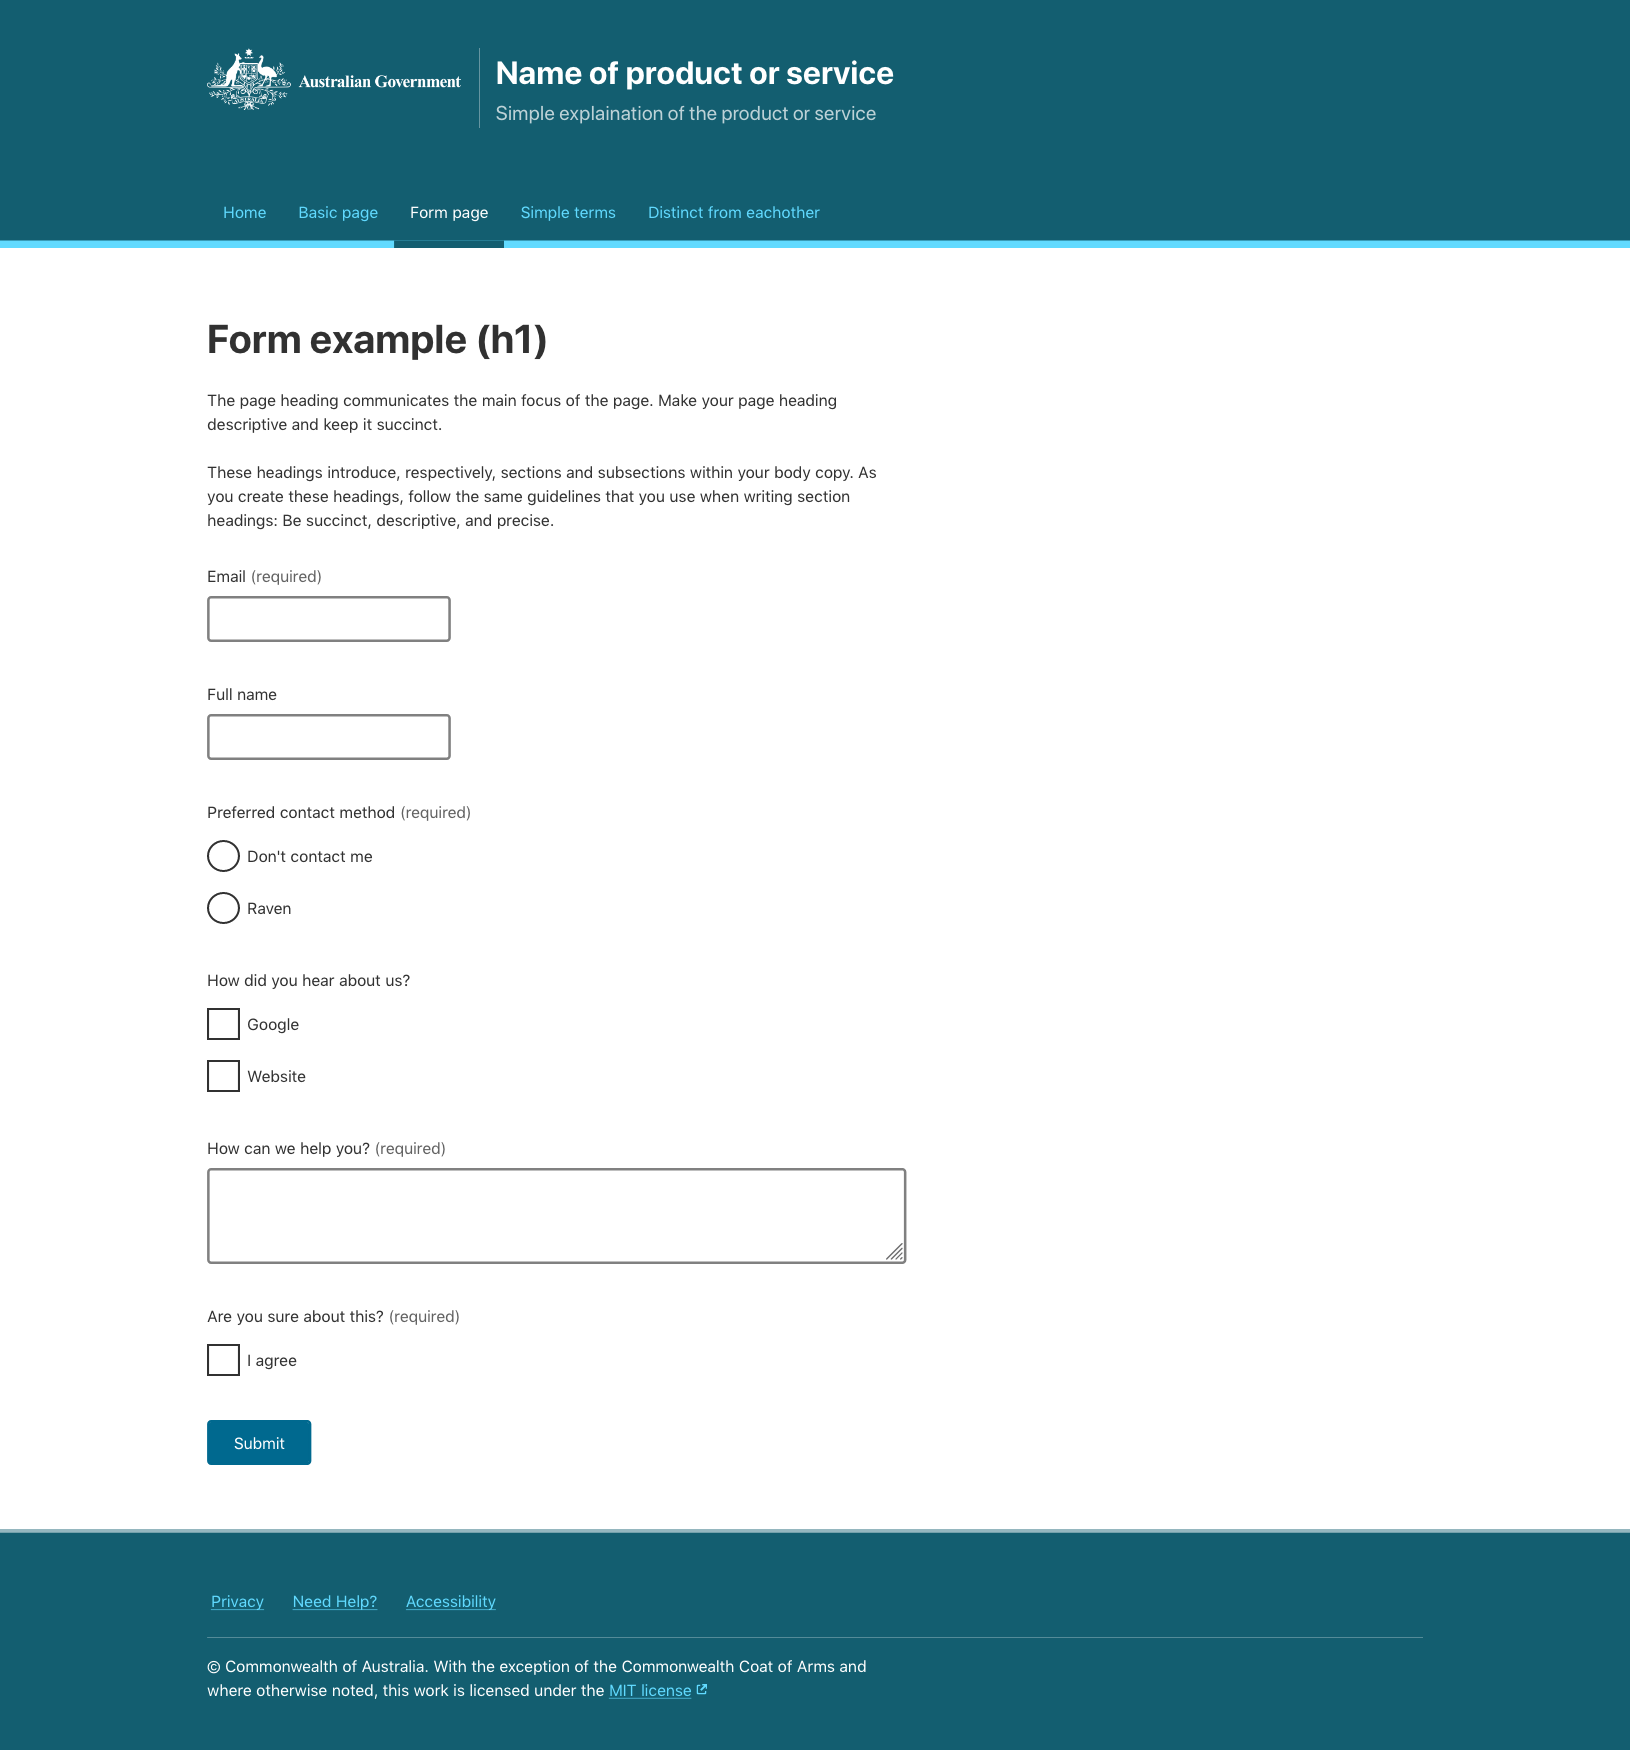 Australian Government
Name of product or service
Simple explaination of the product or service
Home Basic page Form page Simple terms Distinct from eachother
Form example (h1)
The page heading communicates the main focus of the page. Make your page heading
descriptive and keep it succinct.
These headings introduce, respectively, sections and subsections within your body copy. As
you create these headings, follow the same guidelines that you use when writing section
headings: Be succinct, descriptive, and precise.
Email (required)
Full name
Preferred contact method (required)
Don't contact me
Raven
How did you hear about us?
Google
Website
How can we help you? (required)
Are you sure about this? (required)
I agree
Submit
Privacy Need Help? Accessibility
© Commonwealth of Australia. With the exception of the Commonwealth Coat of Arms and
where otherwise noted, this work is licensed under the MIT license